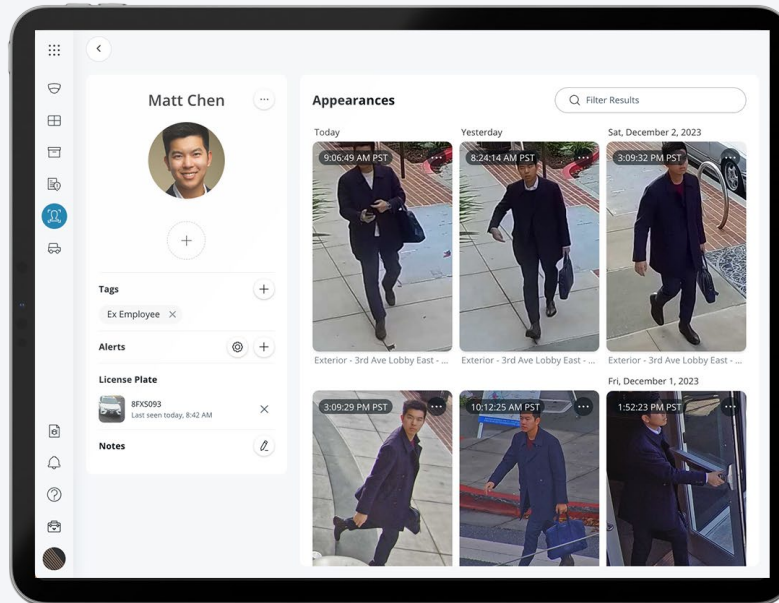 Matt Chen
Tags
Ex Employee
Alerts
License Plate
8FXS093
Last seen today, 8:42 AM
Notes
Appearances
Filter Results
Today
Yesterday
Sat, December 2, 2023
9:06:49 AM PST
8:24:14 AM PST
3:09:32 PM PST
Exterior - 3rd Ave Lobby East - ...
Exterior - 3rd Ave Lobby East - ...
Exterior - 3rd Ave Lobby East - ...
Fri, December 1, 2023
3:09:29 PM PST
10:12:25 AM PST
1:52:23 PM PST